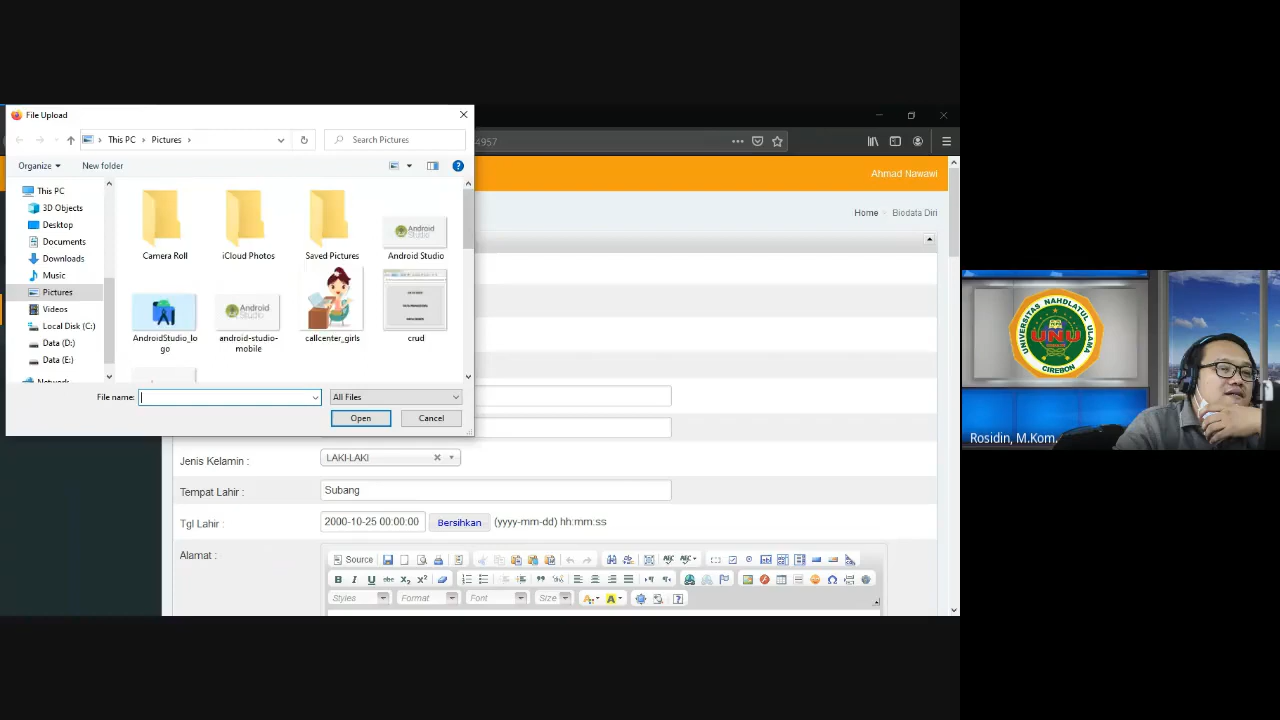 File Upload
This PC
Pictures
Search Pictures
4957
Organize
New folder
Ahmad Nawawi
Home
Biodata Diri
This PC
3D Objects
Desktop
Documents
Downloads
Music
Pictures
Videos
Local Disk (C:)
Data (D:)
Data (E:)
Camera Roll
iCloud Photos
Saved Pictures
Android Studio
AndroidStudio_lo
go
android-studio-
mobile
callcenter_girls
crud
File name:
All Files
Open
Cancel
Jenis Kelamin :
LAKI-LAKI
Tempat Lahir :
Subang
Tgl Lahir :
2000-10-25 00:00:00
Bersihkan
(yyyy-mm-dd) hh:mm:ss
Alamat :
Source
Styles
Format
Font
Size
UNIVERSITAS NAHDLATUL ULAMA
UNU
CIREBON
Rosidin, M.Kom.